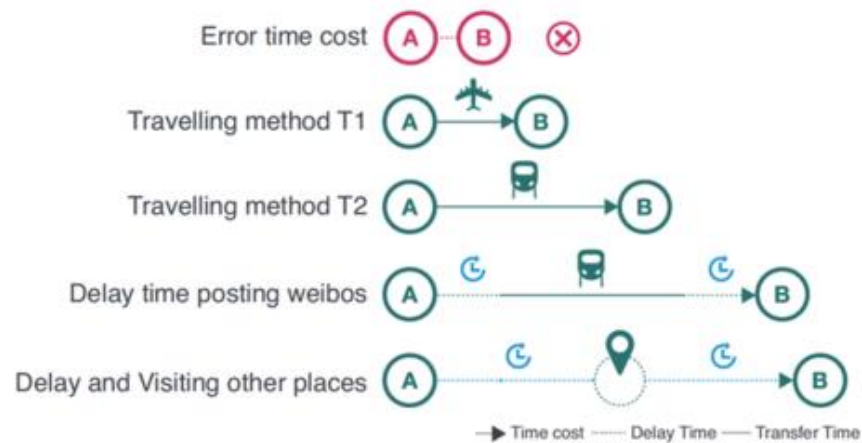 Error time cost A B
Travelling method T1 A B
Travelling method T2 A B
Delay time posting weibos A B
Delay and Visiting other places A B
Time cost Delay Time Transfer Time